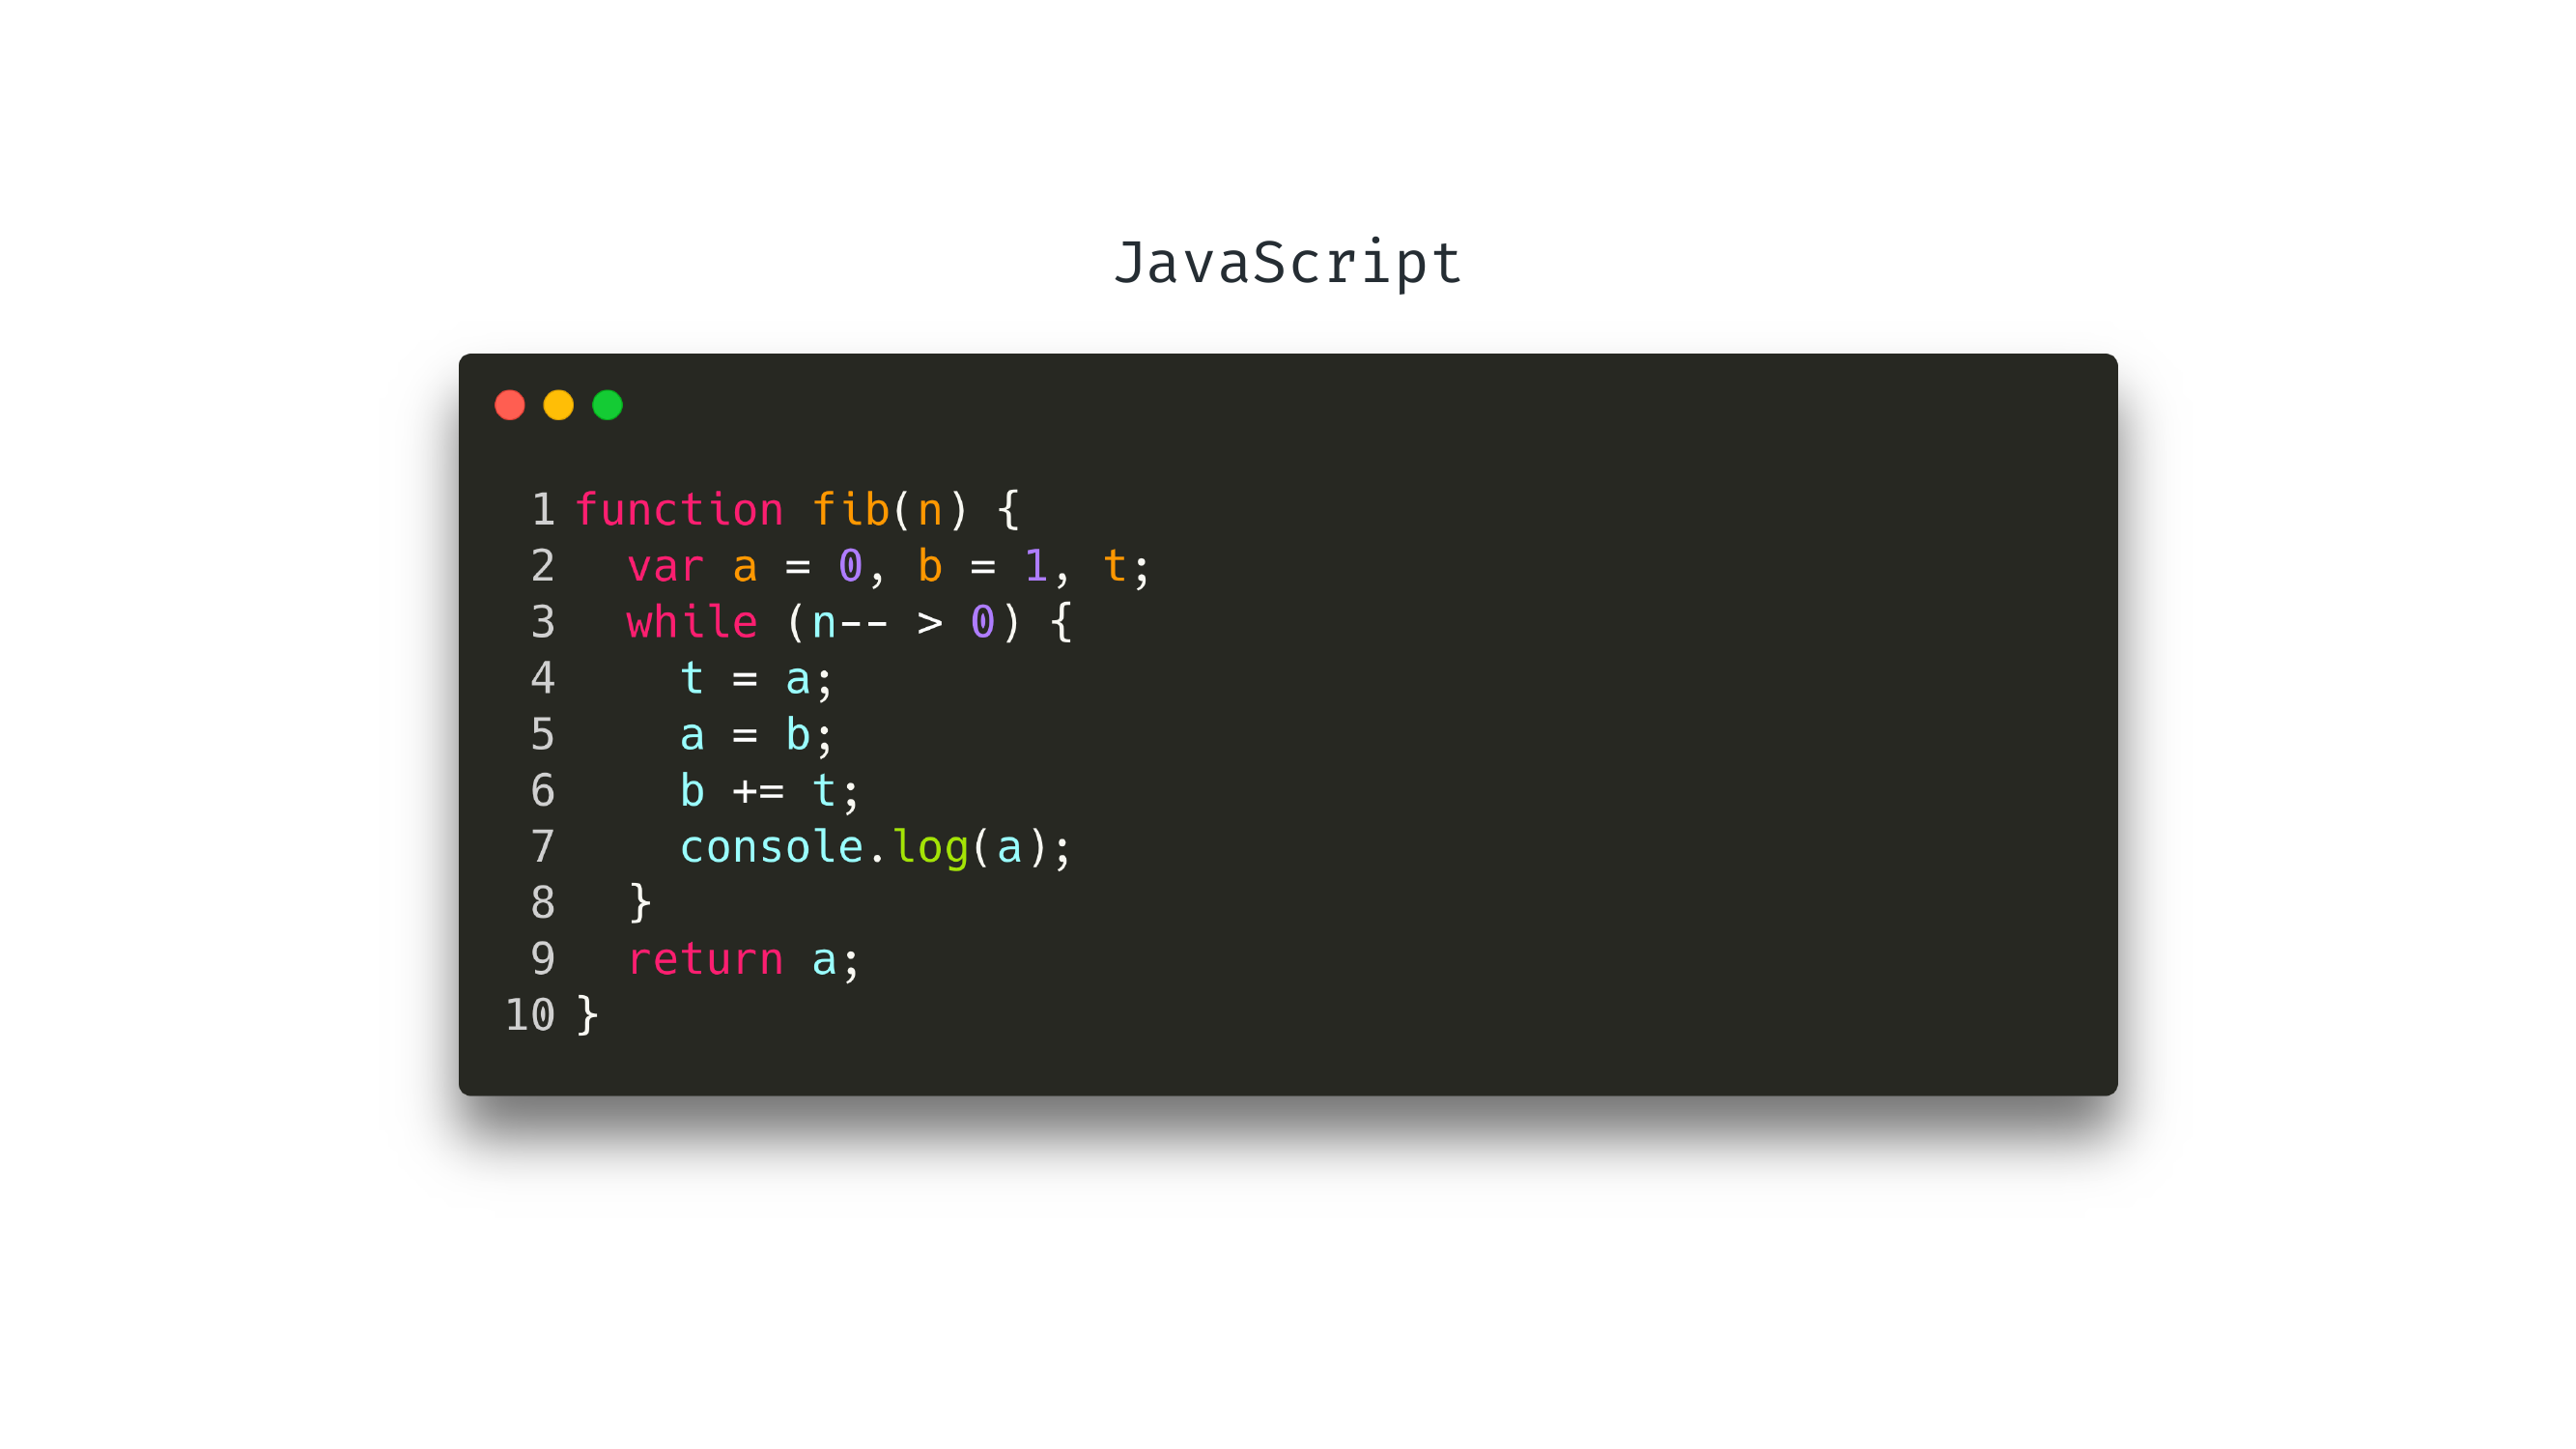 JavaScript
1 function fib(n) {
2   var a = 0, b = 1, t;
3   while (n-- > 0) {
4     t = a;
5     a = b;
6     b += t;
7     console.log(a);
8   }
9   return a;
10 }